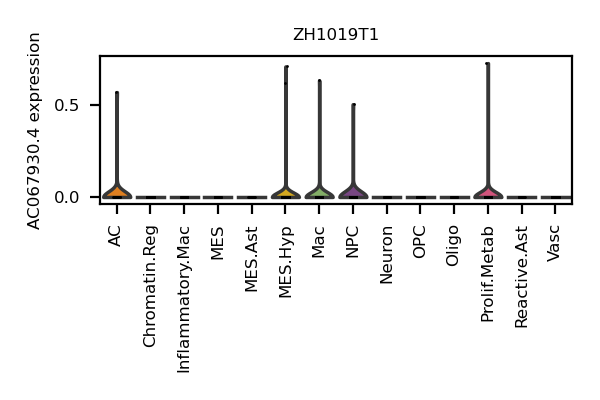 ZH1019T1
AC067930.4 expression
0.5
0.0
AC
Chromatin.Reg
Inflammatory.Mac
MES
MES.Ast
MES.Hyp
Mac
NPC
Neuron
OPC
Oligo
Prolif.Metab
Reactive.Ast
Vasc